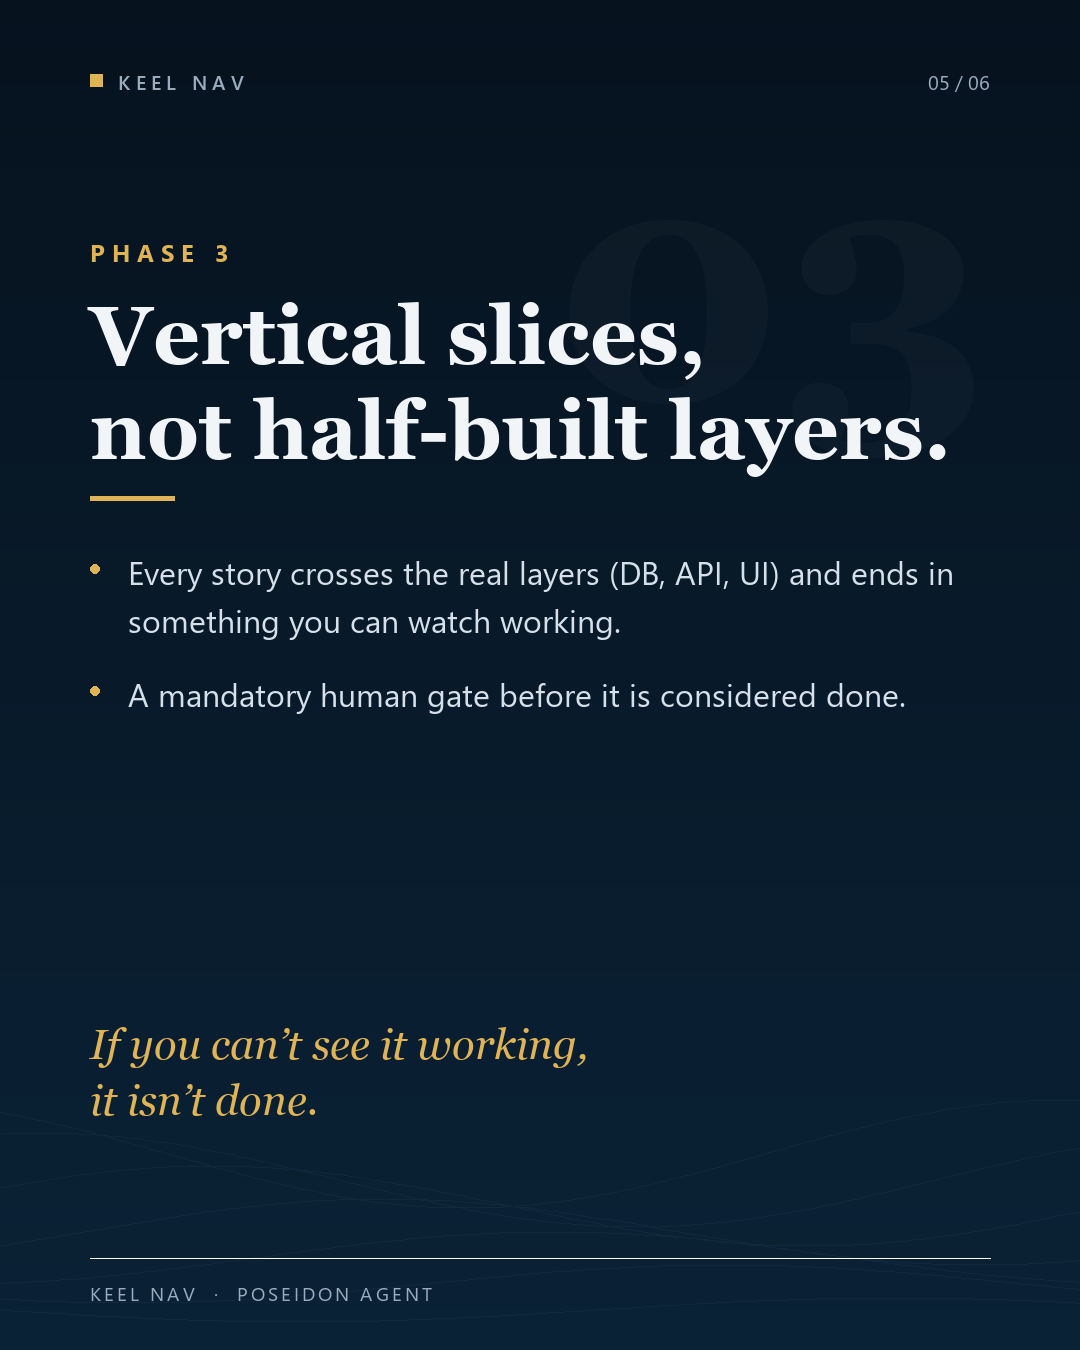 KEEL NAV
05 / 06
03
PHASE 3
Vertical slices,
not half-built layers.
• Every story crosses the real layers (DB, API, UI) and ends in
something you can watch working.
• A mandatory human gate before it is considered done.
If you can’t see it working,
it isn’t done.
KEEL NAV · POSEIDON AGENT